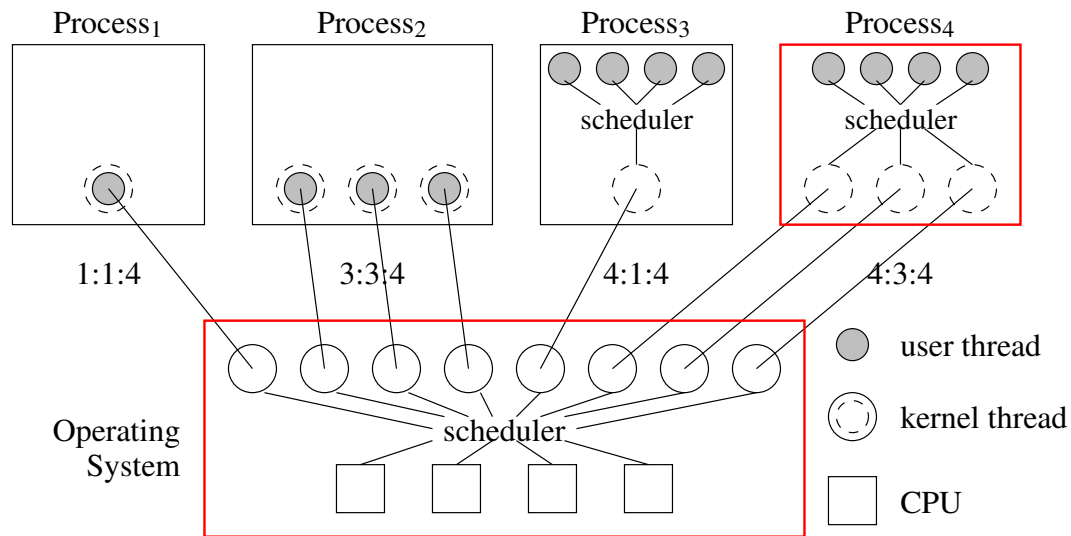 Process1 Process2 Process3 Process4
scheduler scheduler
1:1:4 3:3:4 4:1:4 4:3:4
user thread
kernel thread
Operating
System
scheduler
CPU